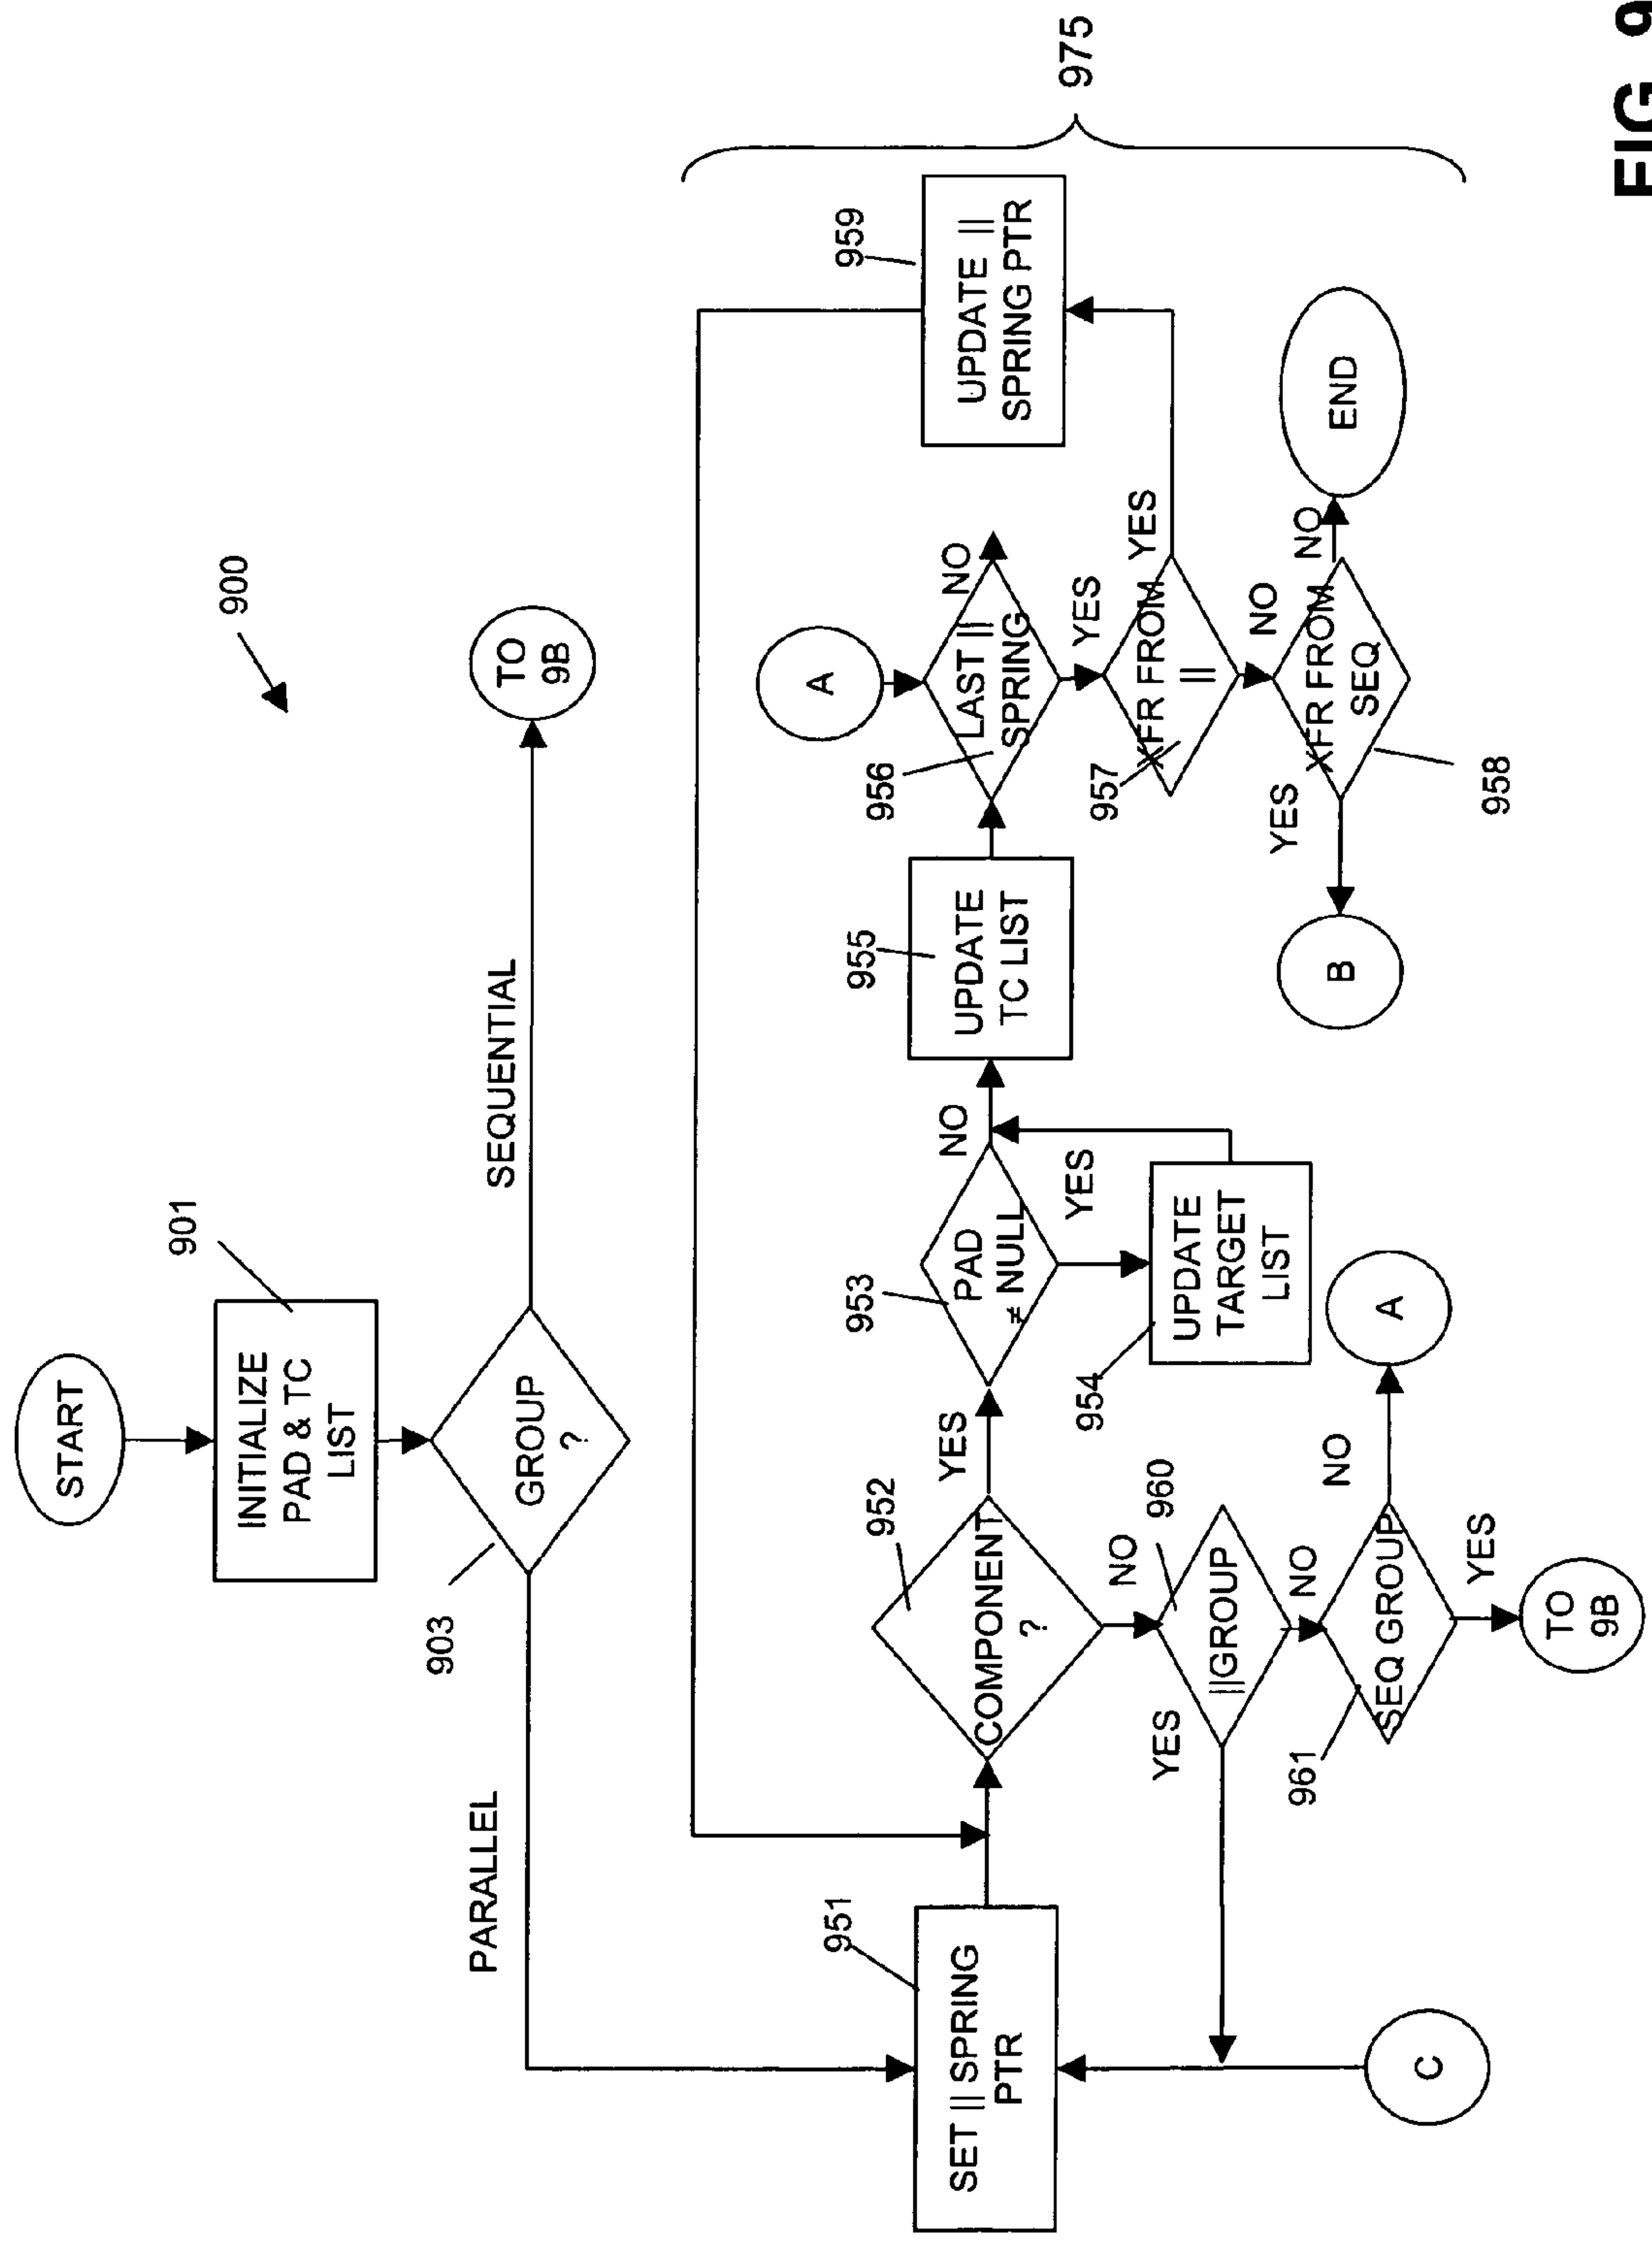 900
START
901
INITIALIZE
PAD & TC
LIST
903
GROUP
?
PARALLEL
SEQUENTIAL
TO
9B
951
SET || SPRING
PTR
952
COMPONENT
?
YES
NO
953
PAD
≠ NULL
NO
YES
954
UPDATE
TARGET
LIST
955
UPDATE
TC LIST
A
956
LAST ||
SPRING
NO
YES
957
XFR FROM
||
YES
NO
959
UPDATE ||
SPRING PTR
958
XFR FROM
SEQ
NO
END
YES
B
960
||GROUP
YES
NO
961
SEQ GROUP
NO
A
YES
TO
9B
C
975
FIG. 9